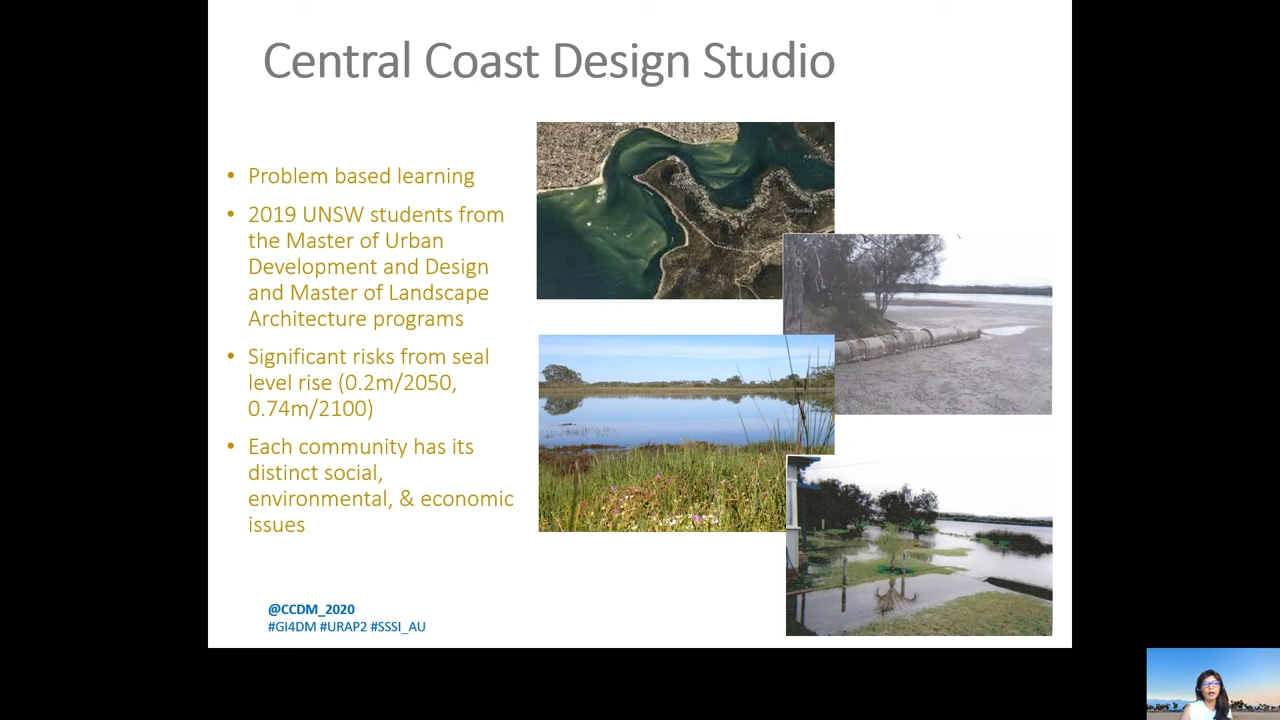 Central Coast Design Studio
• Problem based learning
• 2019 UNSW students from
the Master of Urban
Development and Design
and Master of Landscape
Architecture programs
• Significant risks from seal
level rise (0.2m/2050,
0.74m/2100)
• Each community has its
distinct social,
environmental, & economic
issues
@CCDM_2020
#GI4DM #URAP2 #SSSI_AU